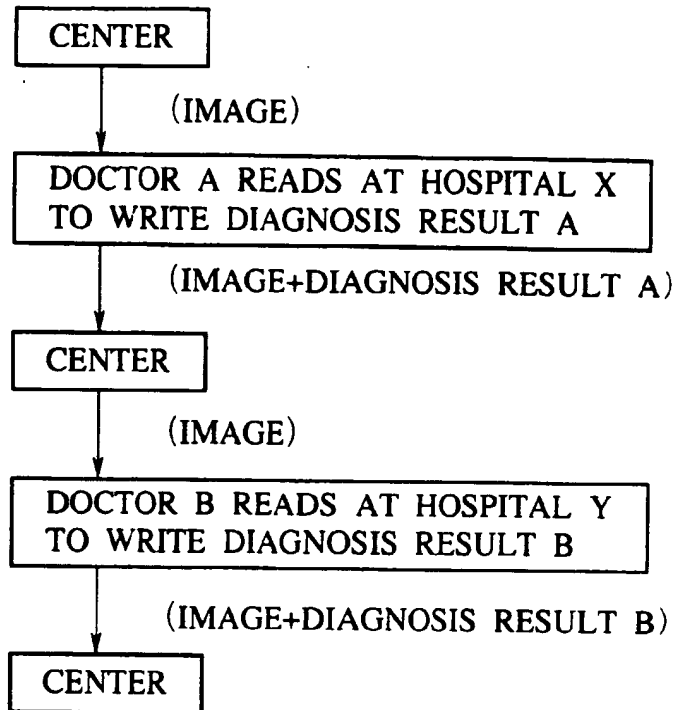 CENTER
(IMAGE)
DOCTOR A READS AT HOSPITAL X
TO WRITE DIAGNOSIS RESULT A
(IMAGE+DIAGNOSIS RESULT A)
CENTER
(IMAGE)
DOCTOR B READS AT HOSPITAL Y
TO WRITE DIAGNOSIS RESULT B
(IMAGE+DIAGNOSIS RESULT B)
CENTER